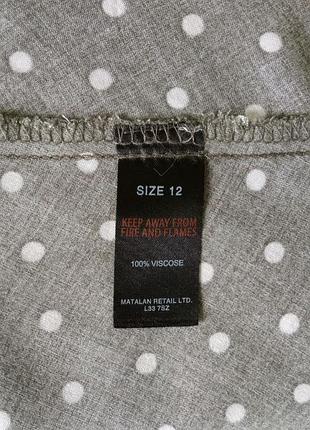 SIZE 12
KEEP AWAY FROM
FIRE AND FLAMES
100% VISCOSE
MATALAN RETAIL LTD.
L33 7SZ